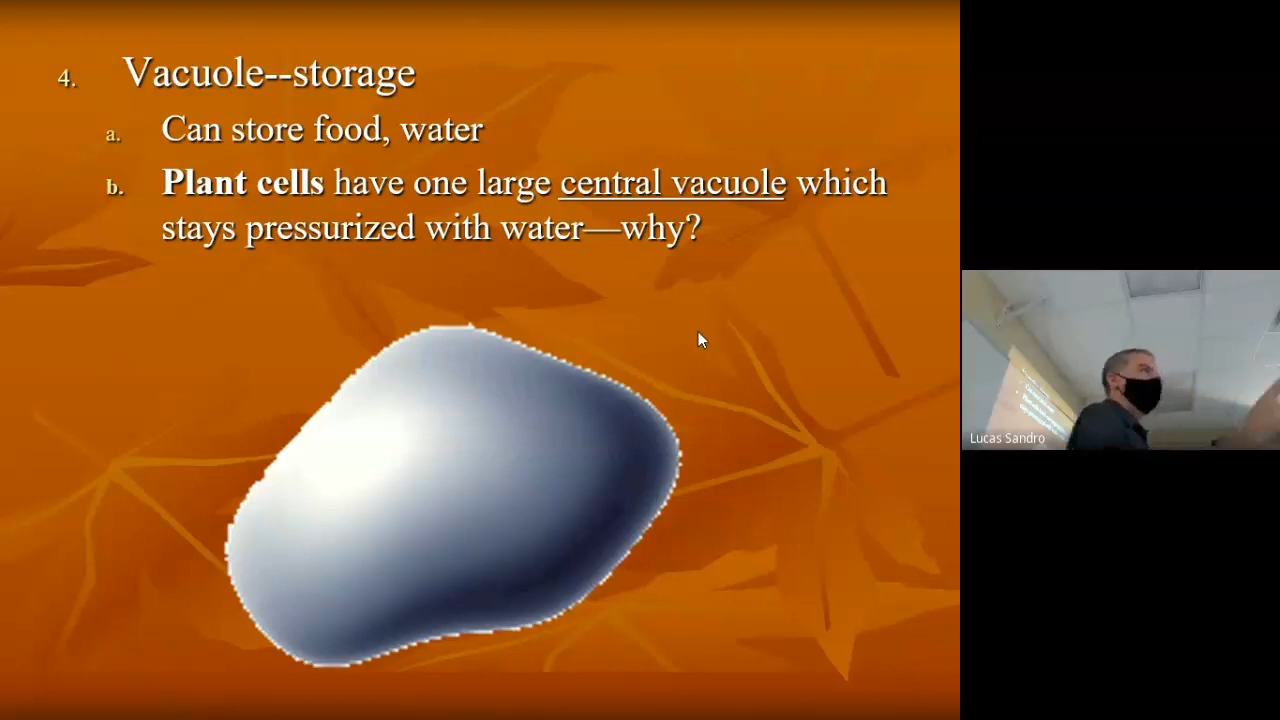 4. Vacuole--storage
a. Can store food, water
b. Plant cells have one large central vacuole which
stays pressurized with water—why?
Lucas Sandro